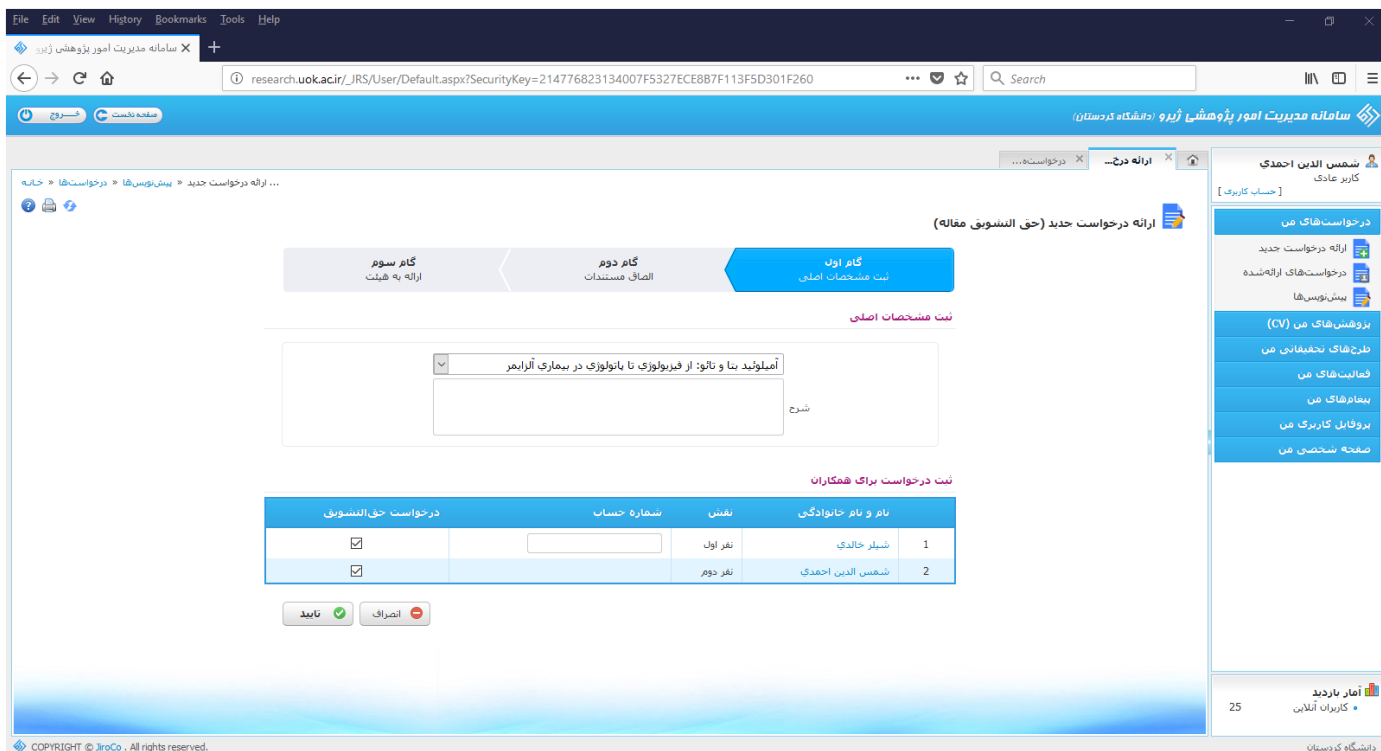 File Edit View History Bookmarks Tools Help
سامانه مدیریت امور پژوهشی ژیرو
research.uok.ac.ir/_JRS/User/Default.aspx?SecurityKey=214776823134007F5327ECE8B7F113F5D301F260
Search
سامانه مدیریت امور پژوهشی ژیرو (دانشگاه کردستان)
صفحه نخست
خـــروج
شمس الدین احمدي
کاربر عادی
[ حساب کاربری ]
درخواست‌های من
ارائه درخواست جدید
درخواست‌های ارائه‌شده
پیش‌نویس‌ها
پژوهش‌های من (CV)
طرح‌های تحقیقاتی من
فعالیت‌های من
پیغام‌های من
پروفایل کاربری من
صفحه شخصی من
آمار بازدید
کاربران آنلاین 25
ارائه درخ...
درخواست‌ه...
خانه » درخواست‌ها » پیش‌نویس‌ها » ارائه درخواست جدید ...
ارائه درخواست جدید (حق التشویق مقاله)
گام اول
ثبت مشخصات اصلی
گام دوم
الصاق مستندات
گام سوم
ارائه به هیئت
ثبت مشخصات اصلی
آمیلوئید بتا و تائو: از فیزیولوژي تا پاتولوژي در بیماري آلزایمر
شرح
ثبت درخواست برای همکاران
نام و نام خانوادگی نقش شماره حساب درخواست حق‌التشویق
1 شیلر خالدي نفر اول
2 شمس الدین احمدي نفر دوم
انصراف
تایید
COPYRIGHT © JiroCo , All rights reserved.
دانشگاه کردستان